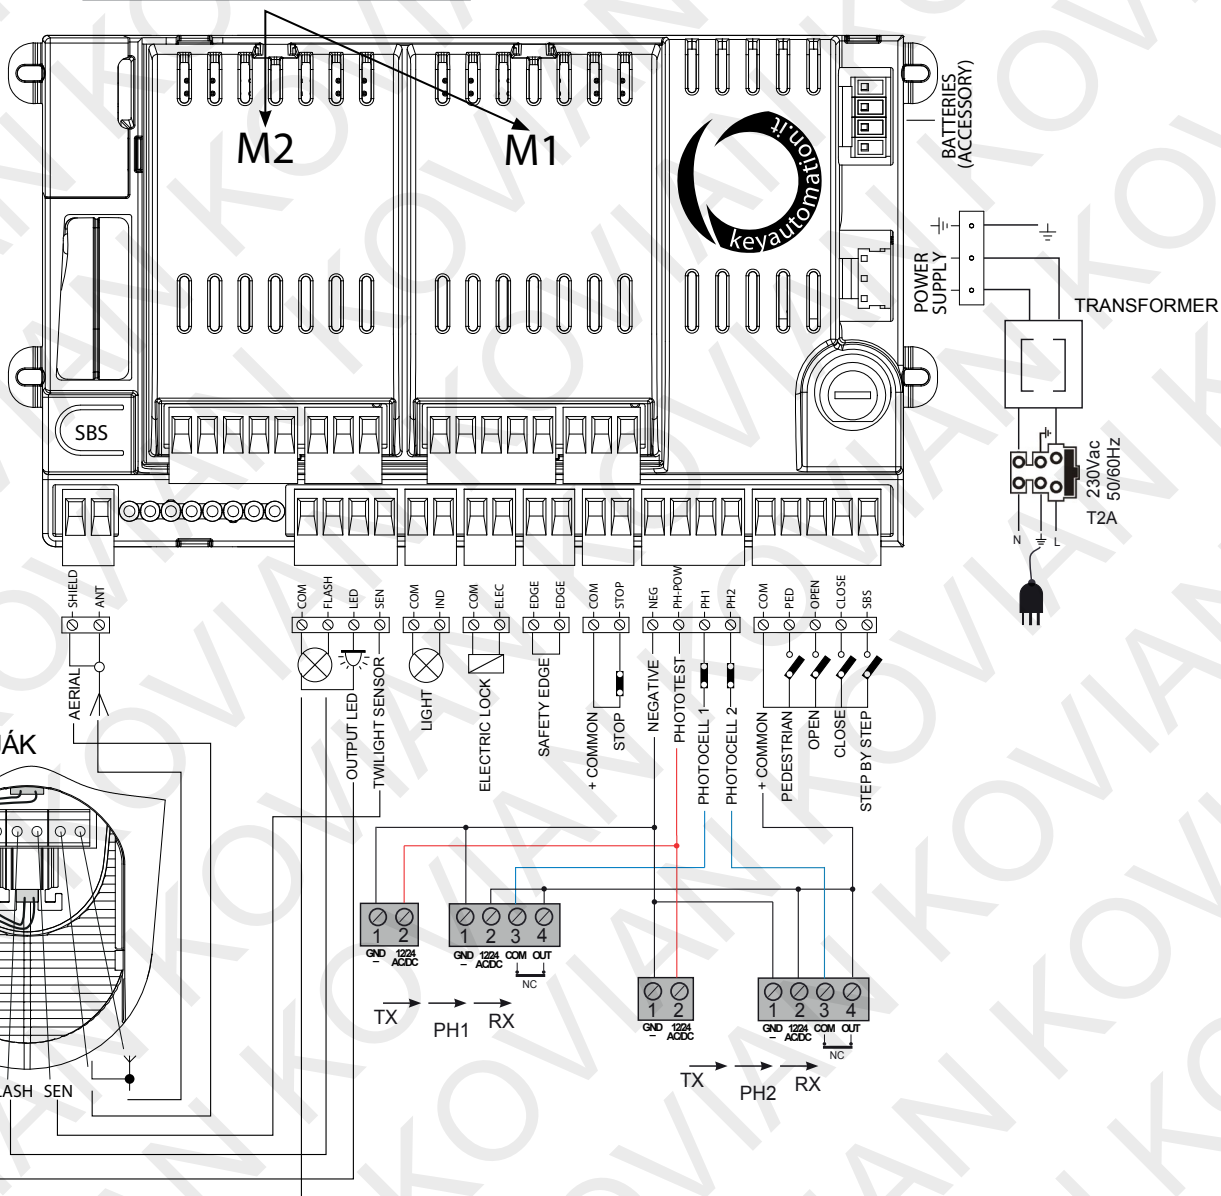 M2
M1
keyautomation.it
BATTERIES
(ACCESSORY)
POWER
SUPPLY
TRANSFORMER
230Vac
50/60Hz
T2A
N
L
SBS
SHIELD
ANT
COM
FLASH
LED
SEN
COM
IND
COM
ELEC
EDGE
EDGE
COM
STOP
NEG
PH-POW
PH1
PH2
COM
PED
OPEN
CLOSE
SBS
AERIAL
OUTPUT LED
TWILIGHT SENSOR
LIGHT
ELECTRIC LOCK
SAFETY EDGE
+ COMMON
STOP
NEGATIVE
PHOTOTEST
PHOTOCELL 1
PHOTOCELL 2
+ COMMON
PEDESTRIAN
OPEN
CLOSE
STEP BY STEP
JÁK
LASH SEN
1 2
GND 12/24
– AC/DC
1 2 3 4
GND 12/24 COM OUT
– AC/DC
NC
TX PH1 RX
1 2
GND 12/24
– AC/DC
1 2 3 4
GND 12/24 COM OUT
– AC/DC
NC
TX PH2 RX
KOVIAN